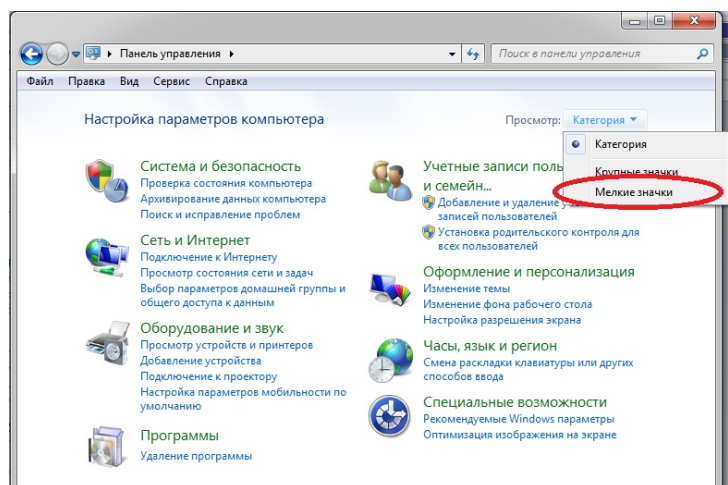 Панель управления
Поиск в панели управления
Файл Правка Вид Сервис Справка
Настройка параметров компьютера
Просмотр: Категория
Категория
Крупные значки
Мелкие значки
Система и безопасность
Проверка состояния компьютера
Архивирование данных компьютера
Поиск и исправление проблем
Сеть и Интернет
Подключение к Интернету
Просмотр состояния сети и задач
Выбор параметров домашней группы и
общего доступа к данным
Оборудование и звук
Просмотр устройств и принтеров
Добавление устройства
Подключение к проектору
Настройка параметров мобильности по
умолчанию
Программы
Удаление программы
Учетные записи поль
и семейн...
Добавление и удаление
записей пользователей
Установка родительского контроля для
всех пользователей
Оформление и персонализация
Изменение темы
Изменение фона рабочего стола
Настройка разрешения экрана
Часы, язык и регион
Смена раскладки клавиатуры или других
способов ввода
Специальные возможности
Рекомендуемые Windows параметры
Оптимизация изображения на экране